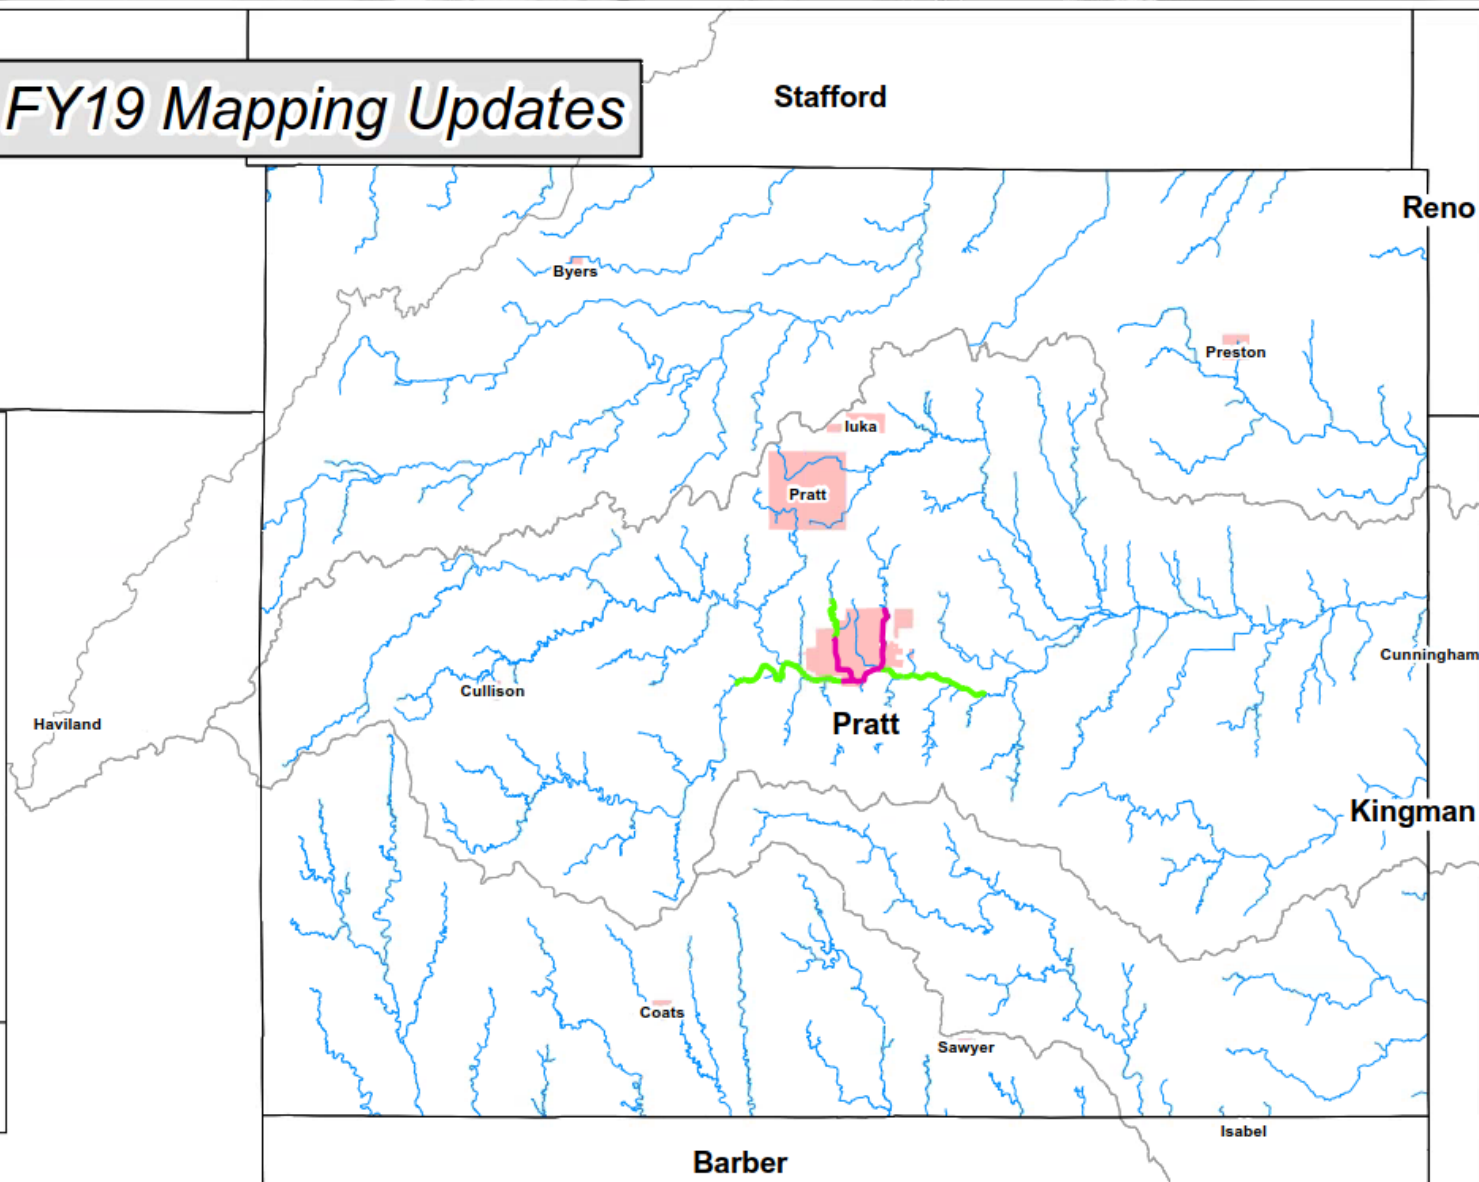 FY19 Mapping Updates
Stafford
Reno
Byers
Preston
Iuka
Pratt
Cunningham
Cullison
Haviland
Pratt
Kingman
Coats
Sawyer
Isabel
Barber